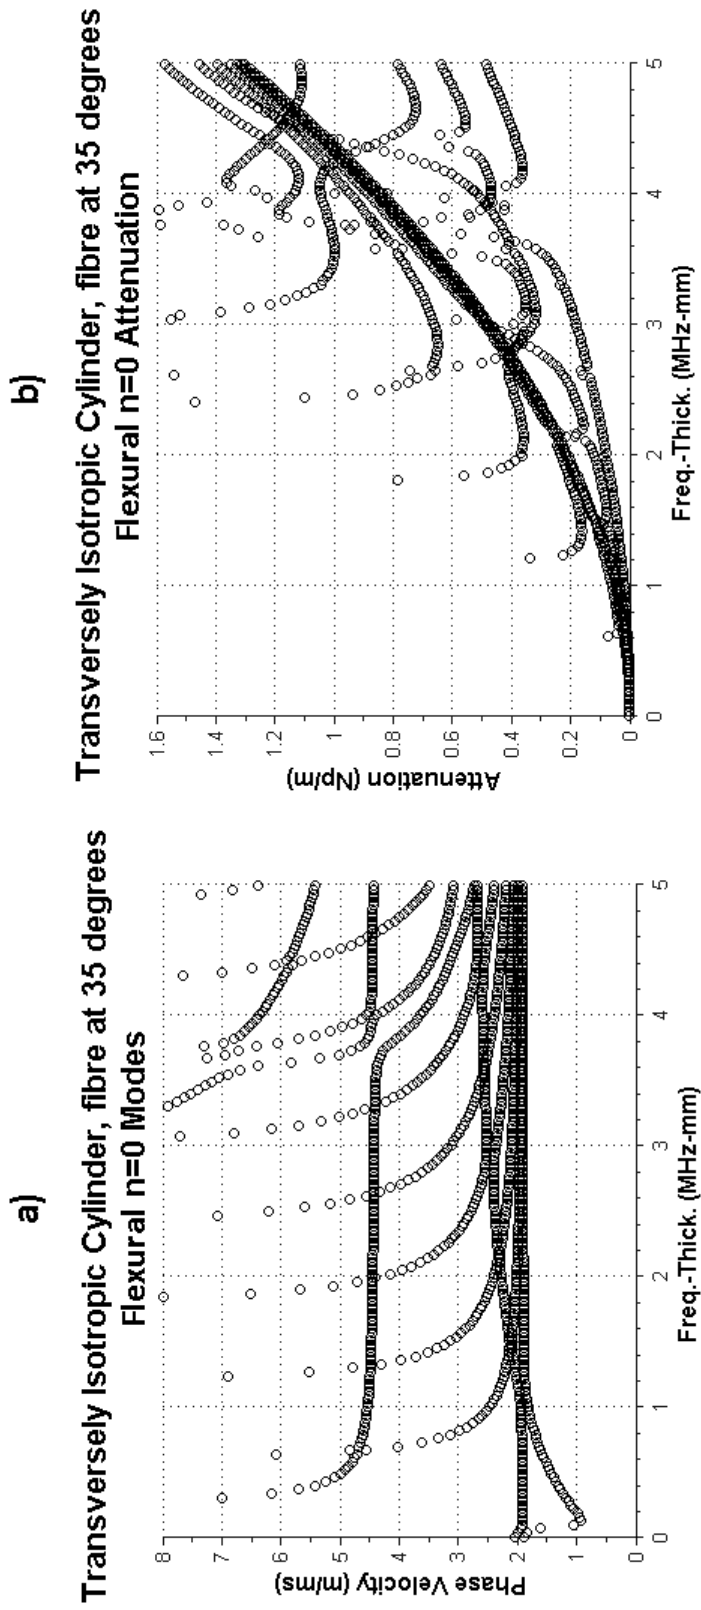 a)
Transversely Isotropic Cylinder, fibre at 35 degrees
Flexural n=0 Modes
Phase Velocity (m/ms)
8
7
6
5
4
3
2
1
0
0 1 2 3 4 5
Freq.-Thick. (MHz-mm)
b)
Transversely Isotropic Cylinder, fibre at 35 degrees
Flexural n=0 Attenuation
Attenuation (Np/m)
1.6
1.4
1.2
1
0.8
0.6
0.4
0.2
0
0 1 2 3 4 5
Freq.-Thick. (MHz-mm)